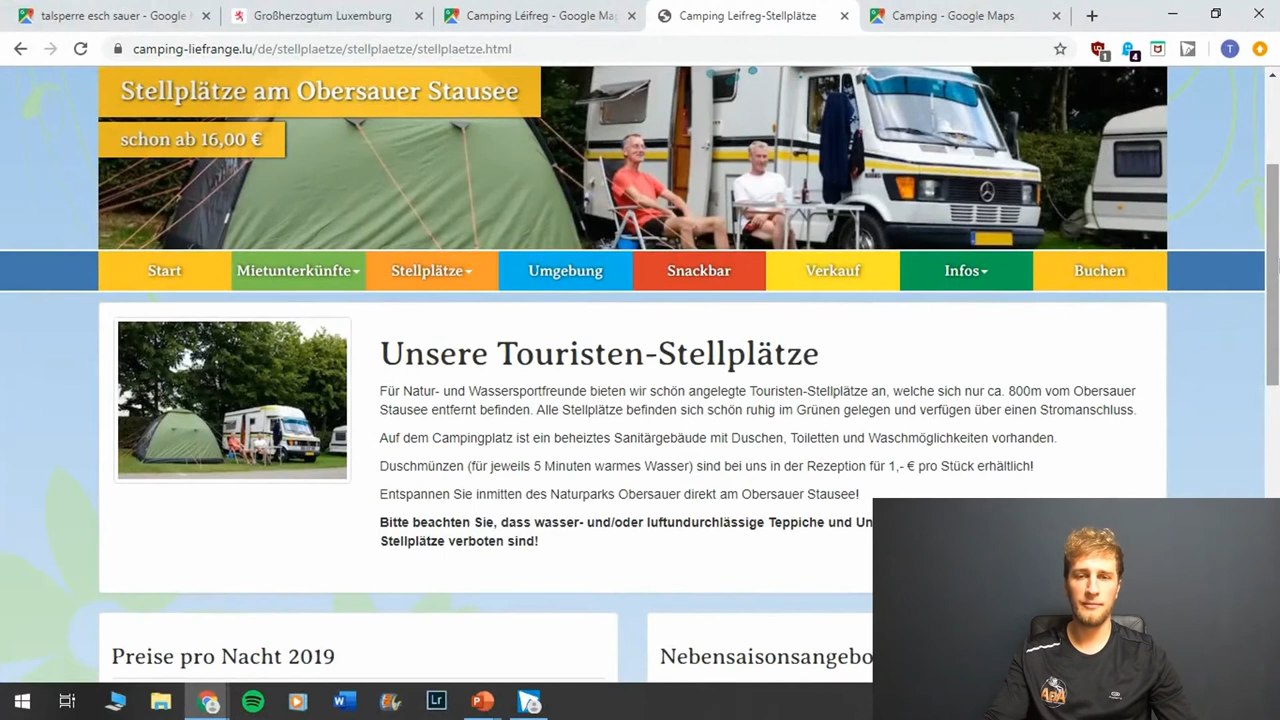 talsperre esch sauer - Google
Großherzogtum Luxemburg
Camping Léifreg - Google Ma
Camping Leifreg-Stellplätze
Camping - Google Maps
camping-liefrange.lu/de/stellplaetze/stellplaetze/stellplaetze.html
1
4
T
Stellplätze am Obersauer Stausee
schon ab 16,00 €
Start
Mietunterkünfte
Stellplätze
Umgebung
Snackbar
Verkauf
Infos
Buchen
Unsere Touristen-Stellplätze
Für Natur- und Wassersportfreunde bieten wir schön angelegte Touristen-Stellplätze an, welche sich nur ca. 800m vom Obersauer
Stausee entfernt befinden. Alle Stellplätze befinden sich schön ruhig im Grünen gelegen und verfügen über einen Stromanschluss.
Auf dem Campingplatz ist ein beheiztes Sanitärgebäude mit Duschen, Toiletten und Waschmöglichkeiten vorhanden.
Duschmünzen (für jeweils 5 Minuten warmes Wasser) sind bei uns in der Rezeption für 1,- € pro Stück erhältlich!
Entspannen Sie inmitten des Naturparks Obersauer direkt am Obersauer Stausee!
Bitte beachten Sie, dass wasser- und/oder luftundurchlässige Teppiche und Un
Stellplätze verboten sind!
Preise pro Nacht 2019
Nebensaisonsangebo
W
Lr
P